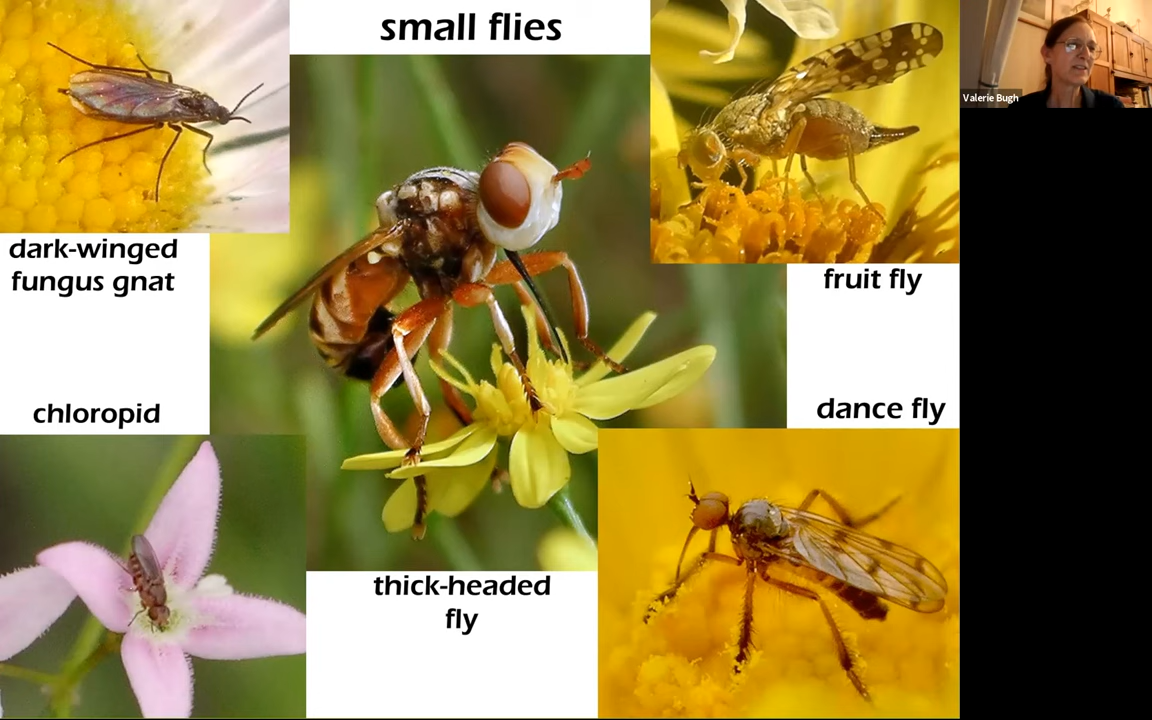 small flies
Valerie Bugh
dark-winged
fungus gnat
fruit fly
chloropid
dance fly
thick-headed
fly